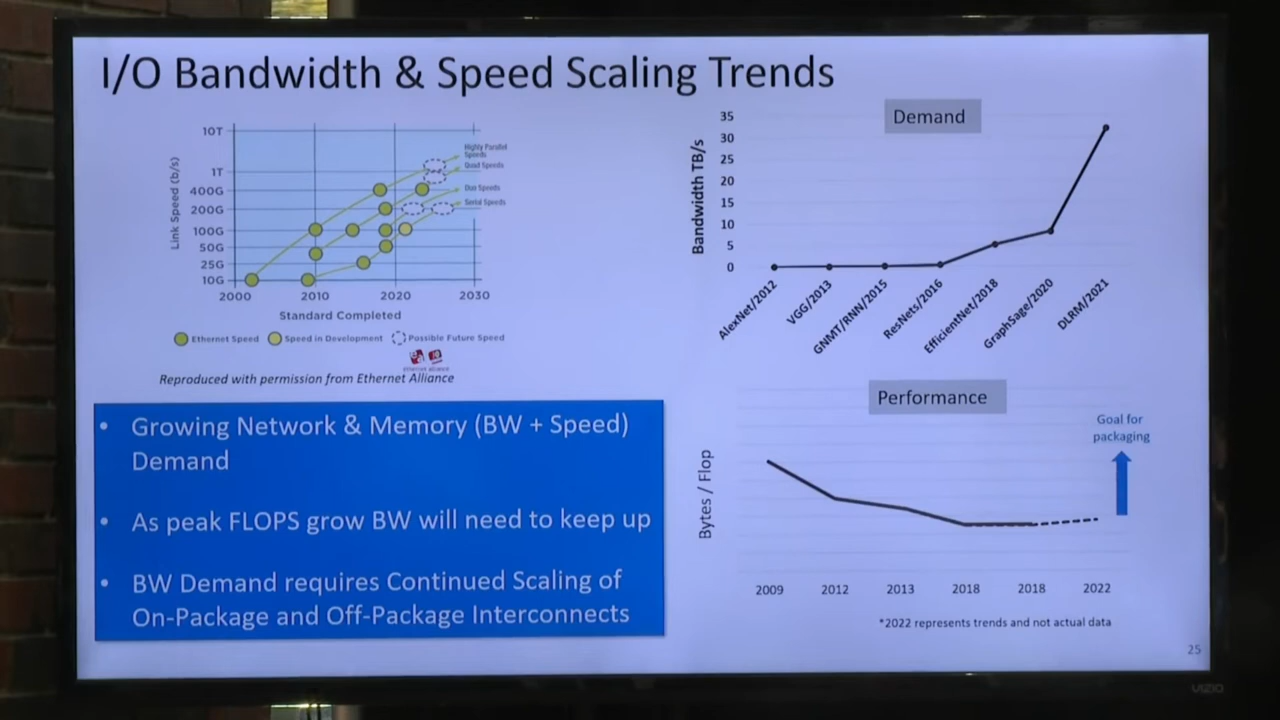 I/O Bandwidth & Speed Scaling Trends
Link Speed (b/s)
10T
1T
400G
200G
100G
50G
25G
10G
2000 2010 2020 2030
Standard Completed
Highly Parallel
Speeds
Quad Speeds
Duo Speeds
Serial Speeds
Ethernet Speed Speed in Development Possible Future Speed
Reproduced with permission from Ethernet Alliance
• Growing Network & Memory (BW + Speed)
Demand
• As peak FLOPS grow BW will need to keep up
• BW Demand requires Continued Scaling of
On-Package and Off-Package Interconnects
Demand
Bandwidth TB/s
35
30
25
20
15
10
5
0
AlexNet/2012
VGG/2013
GNMT/RNN/2015
ResNets/2016
EfficientNet/2018
GraphSage/2020
DLRM/2021
Performance
Goal for
packaging
Bytes / Flop
2009 2012 2013 2018 2018 2022
*2022 represents trends and not actual data
25
VIZIO